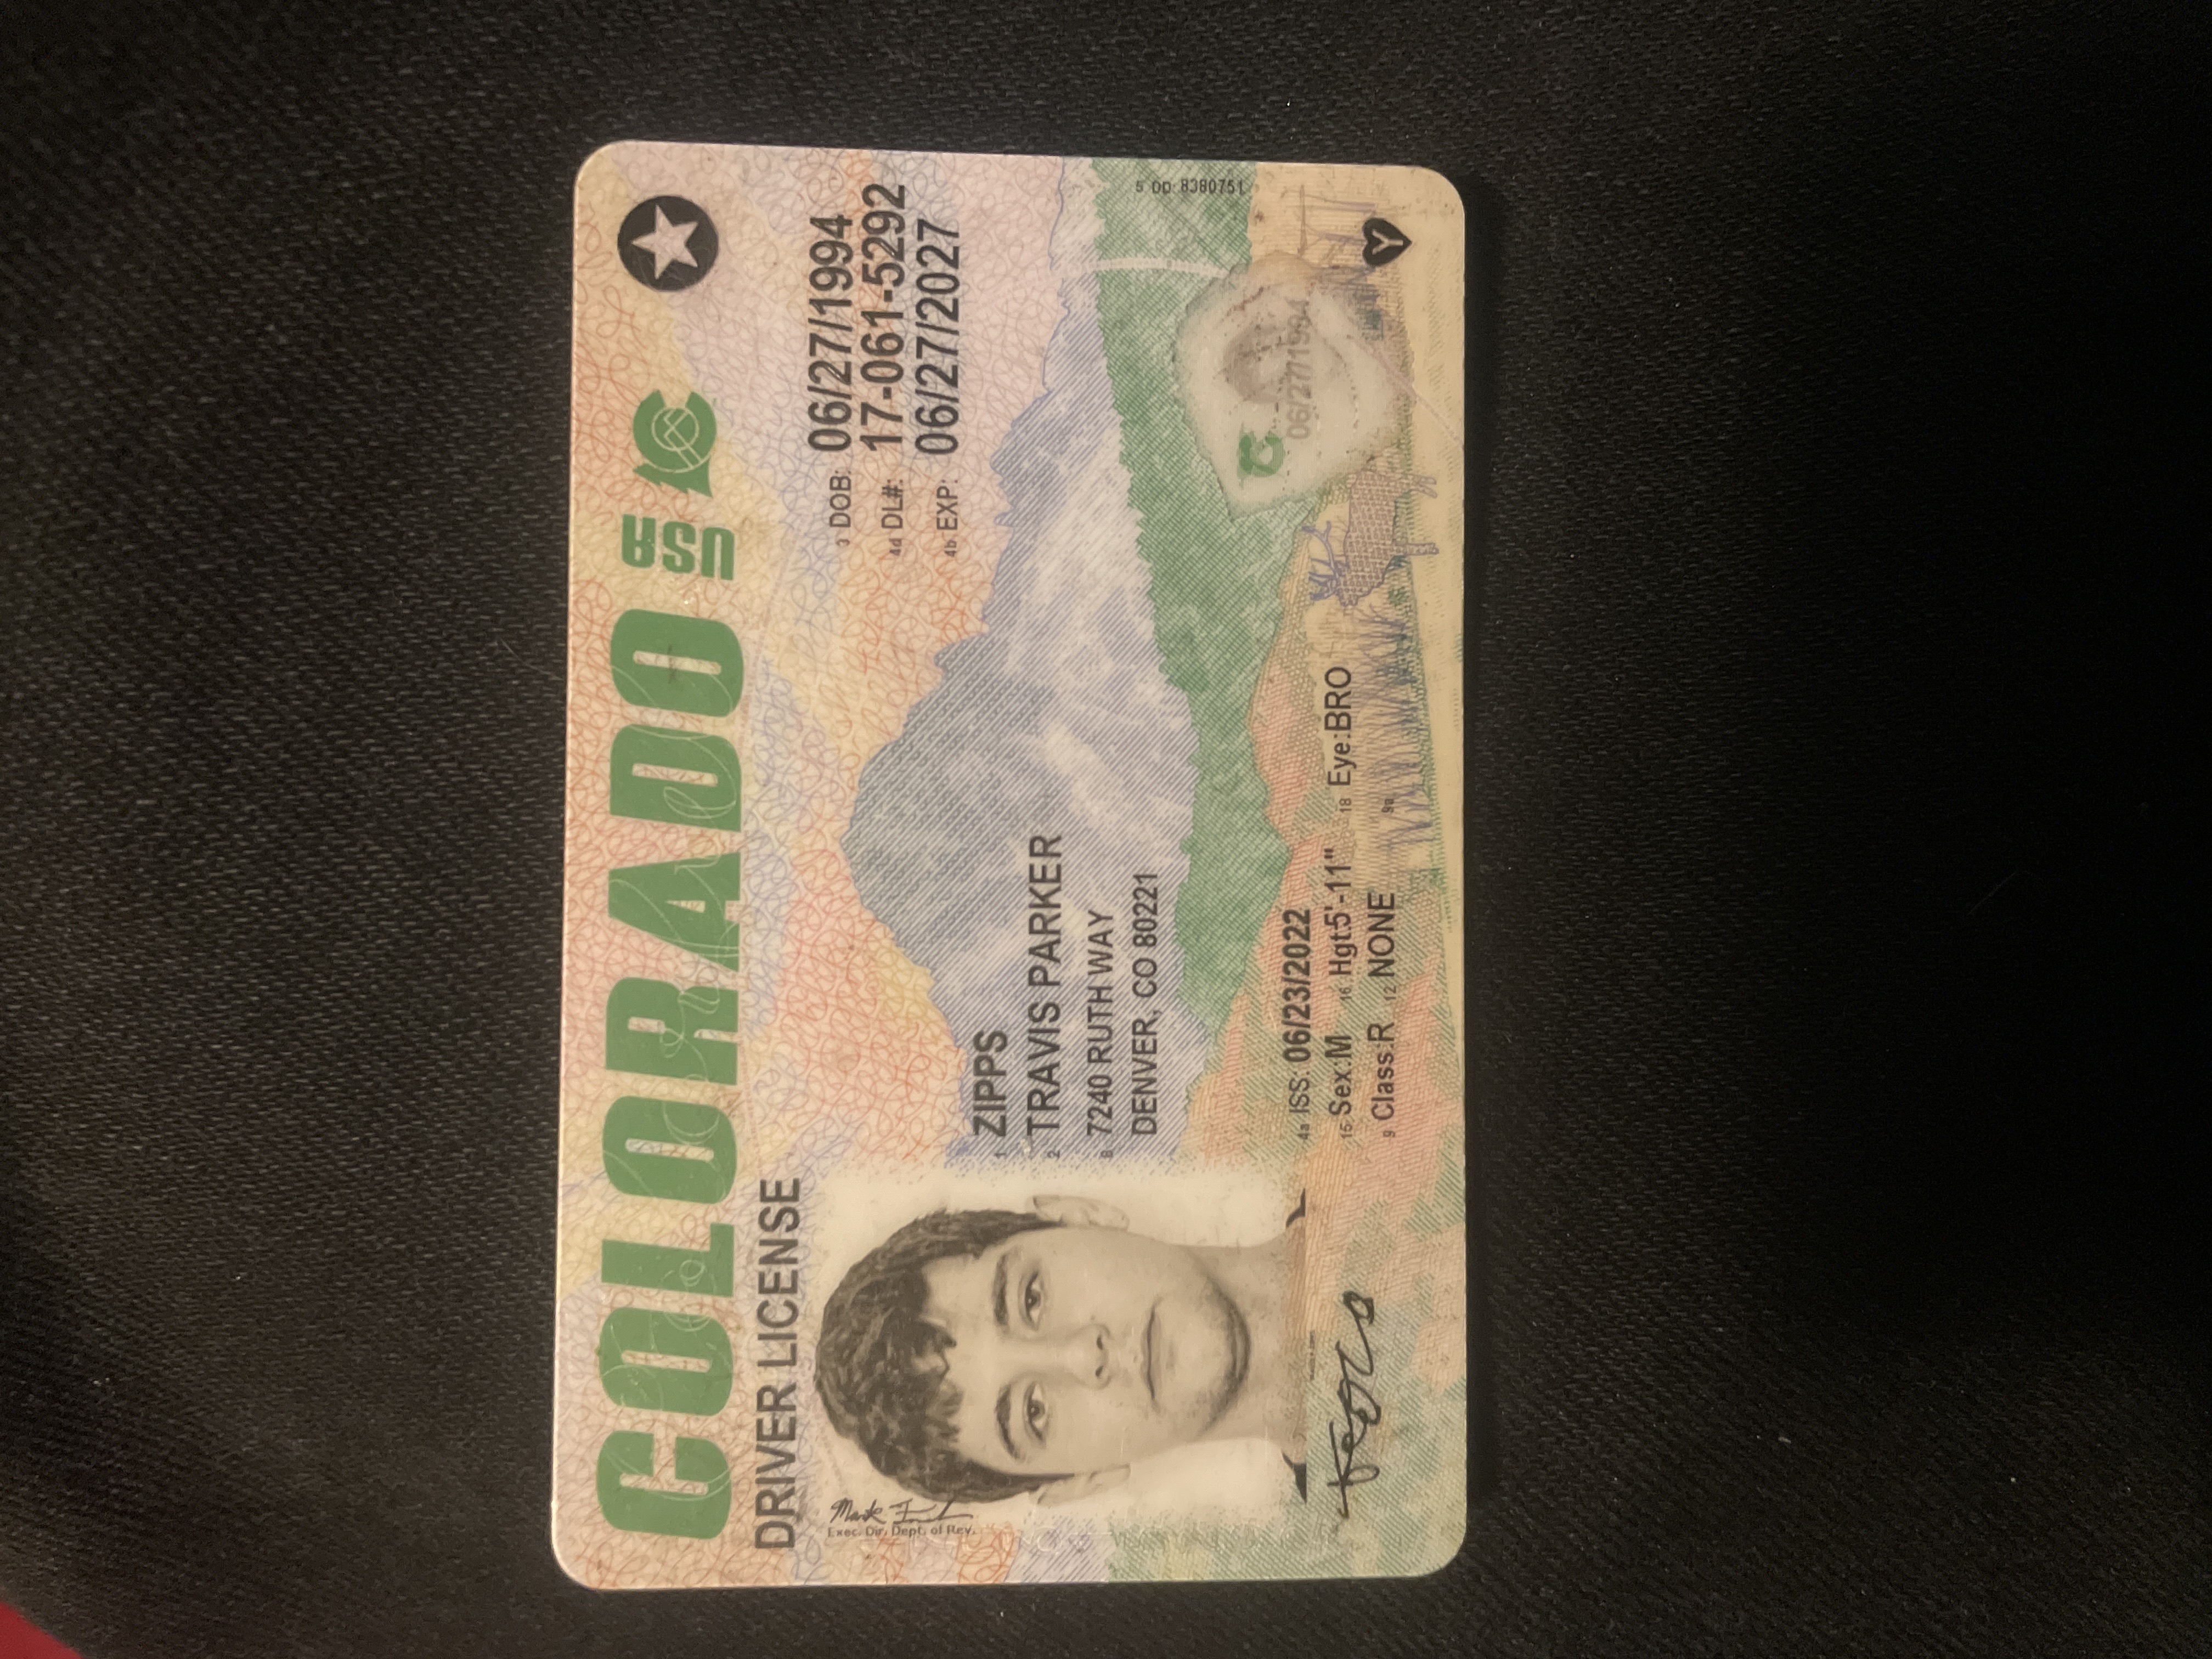 COLORADO USA
DRIVER LICENSE
3 DOB: 06/27/1994
4d DL#: 17-061-5292
4b EXP: 06/27/2027
Exec. Dir. Dept. of Rev.
1 ZIPPS
2 TRAVIS PARKER
8 7240 RUTH WAY
DENVER, CO 80221
5 DD: 8380751
06/27/1994
4a ISS: 06/23/2022
15 Sex:M 16 Hgt:5'-11" 18 Eye:BRO
9 Class:R 12 NONE 9a
Y